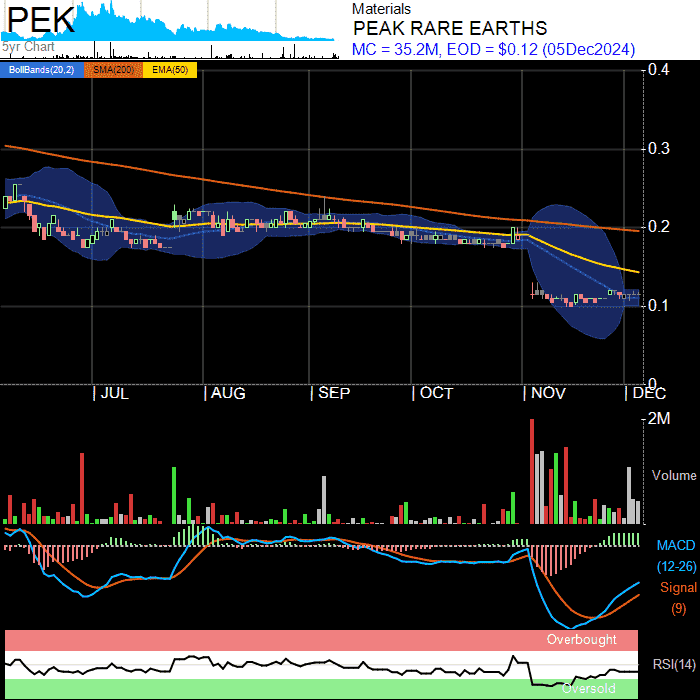 PEK
5yr Chart
Materials
PEAK RARE EARTHS
MC = 35.2M, EOD = $0.12 (05Dec2024)
BollBands(20,2) SMA(200) EMA(50)
0.4
0.3
0.2
0.1
0
JUL AUG SEP OCT NOV DEC
2M
Volume
MACD
(12-26)
Signal
(9)
Overbought
RSI(14)
Oversold